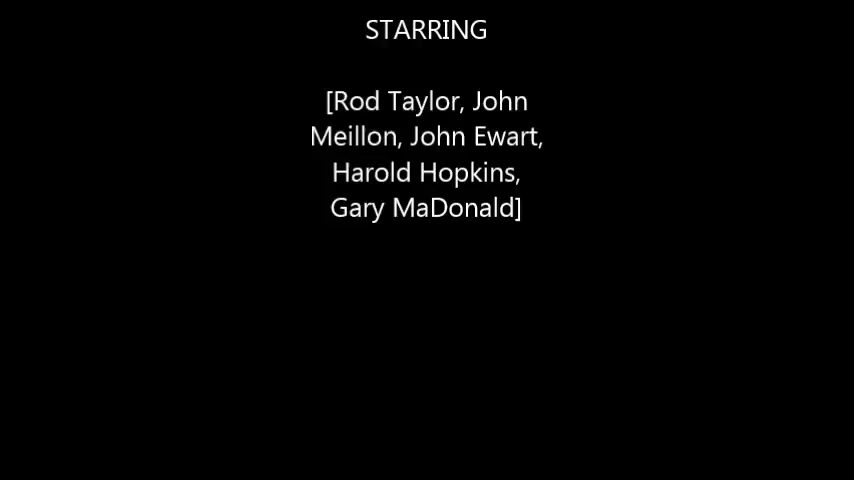 STARRING
[Rod Taylor, John
Meillon, John Ewart,
Harold Hopkins,
Gary MaDonald]